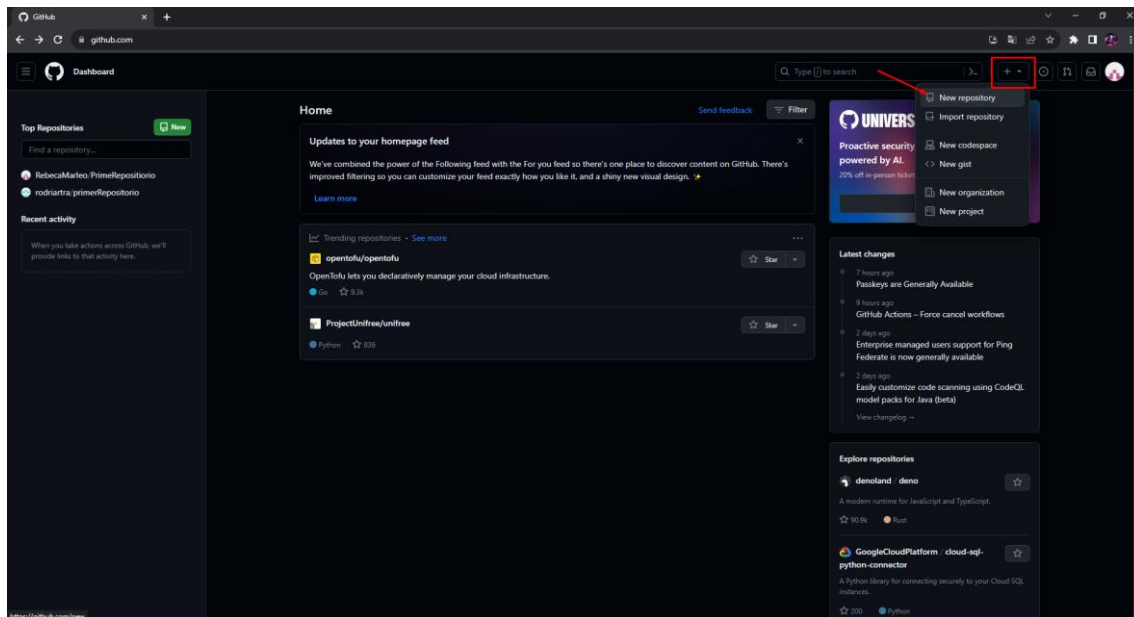 GitHub
github.com
Dashboard
Type / to search
Top Repositories
New
Find a repository...
RebecaMarleo/PrimeRepositiorio
rodriartra/primerRepositorio
Recent activity
When you take actions across GitHub, we'll
provide links to that activity here.
Home
Send feedback
Filter
Updates to your homepage feed
We've combined the power of the Following feed with the For you feed so there's one place to discover content on GitHub. There's
improved filtering so you can customize your feed exactly how you like it, and a shiny new visual design. ✨
Learn more
Trending repositories · See more
opentofu/opentofu
Star
OpenTofu lets you declaratively manage your cloud infrastructure.
Go 9.3k
ProjectUnifree/unifree
Star
Python 836
New repository
Import repository
New codespace
New gist
New organization
New project
UNIVERS
Proactive security,
powered by AI.
20% off in-person ticket
Latest changes
7 hours ago
Passkeys are Generally Available
9 hours ago
GitHub Actions – Force cancel workflows
2 days ago
Enterprise managed users support for Ping
Federate is now generally available
2 days ago
Easily customize code scanning using CodeQL
model packs for Java (beta)
View changelog →
Explore repositories
denoland / deno
A modern runtime for JavaScript and TypeScript.
90.9k Rust
GoogleCloudPlatform / cloud-sql-
python-connector
A Python library for connecting securely to your Cloud SQL
instances.
200 Python
https://github.com/new